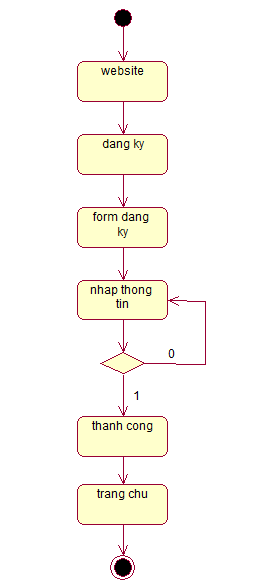 website
dang ky
form dang
ky
nhap thong
tin
0
1
thanh cong
trang chu